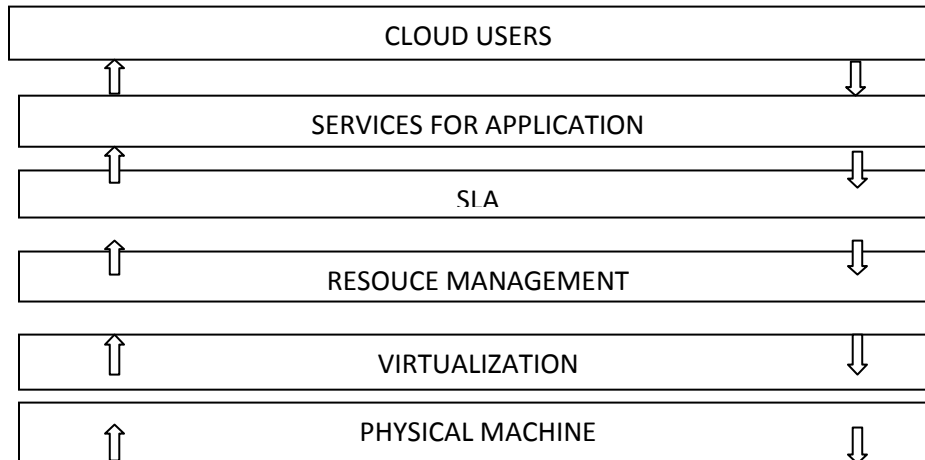 CLOUD USERS
SERVICES FOR APPLICATION
SLA
RESOUCE MANAGEMENT
VIRTUALIZATION
PHYSICAL MACHINE